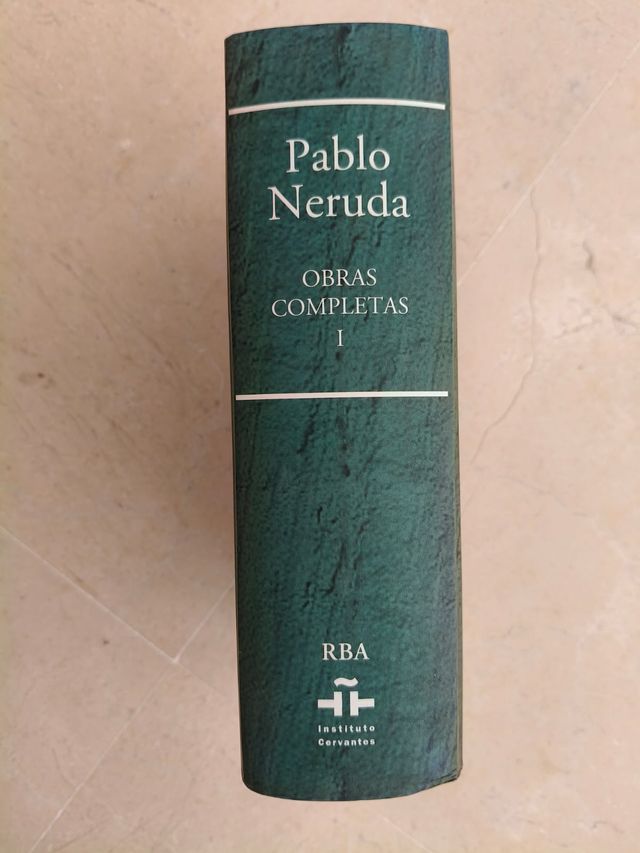 Pablo
Neruda
OBRAS
COMPLETAS
I
RBA
Instituto
Cervantes